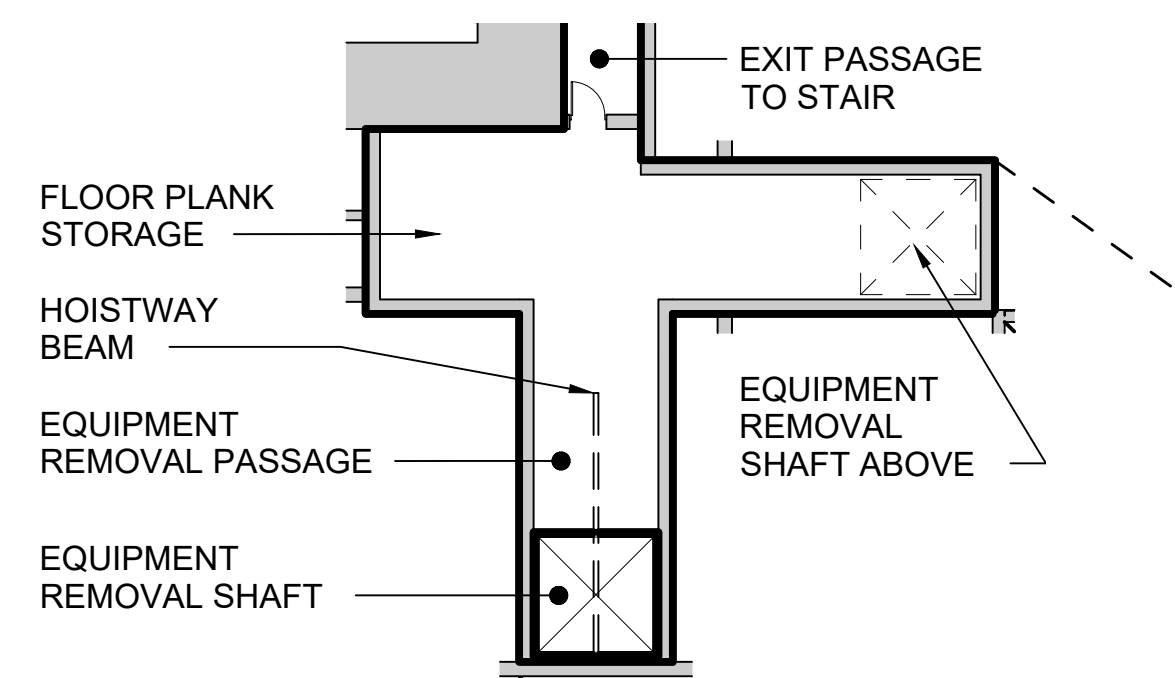 EXIT PASSAGE
TO STAIR
FLOOR PLANK
STORAGE
HOISTWAY
BEAM
EQUIPMENT
REMOVAL PASSAGE
EQUIPMENT
REMOVAL SHAFT
EQUIPMENT
REMOVAL
SHAFT ABOVE